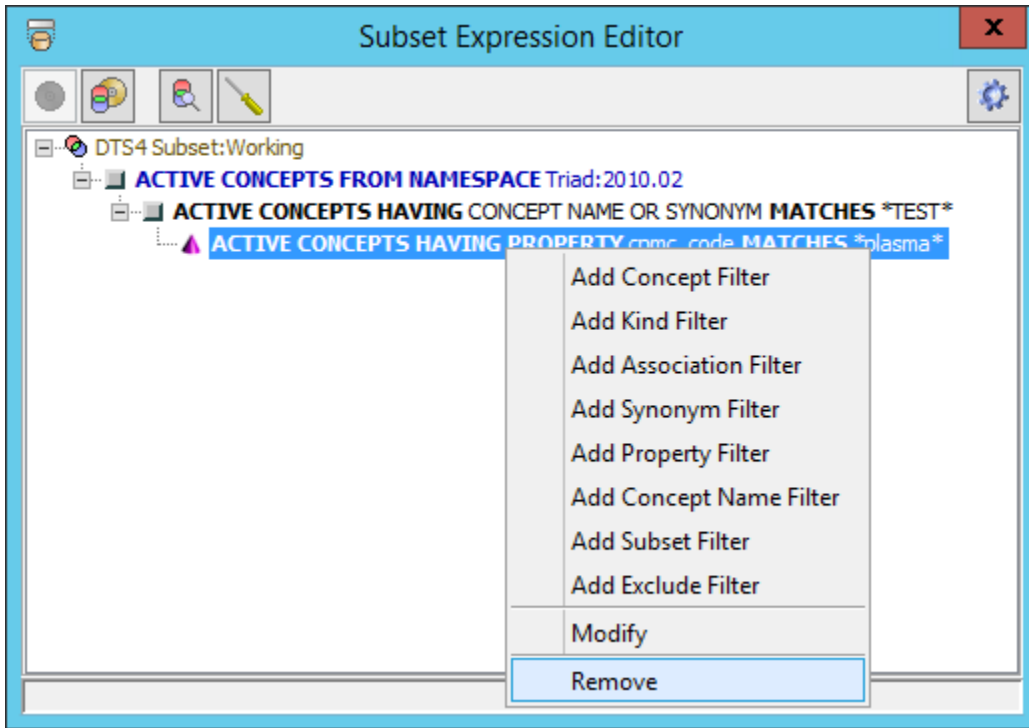 Subset Expression Editor
x
DTS4 Subset:Working
ACTIVE CONCEPTS FROM NAMESPACE Triad:2010.02
ACTIVE CONCEPTS HAVING CONCEPT NAME OR SYNONYM MATCHES *TEST*
ACTIVE CONCEPTS HAVING PROPERTY cpmc_code MATCHES *plasma*
Add Concept Filter
Add Kind Filter
Add Association Filter
Add Synonym Filter
Add Property Filter
Add Concept Name Filter
Add Subset Filter
Add Exclude Filter
Modify
Remove